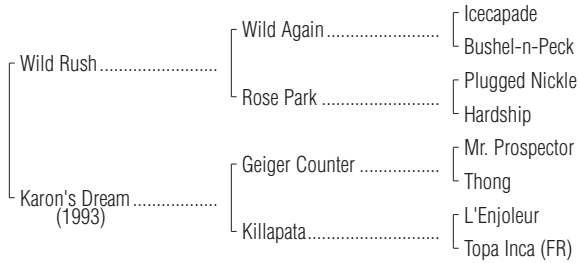 Icecapade
Wild Again
Bushel-n-Peck
Wild Rush
Plugged Nickle
Rose Park
Hardship
Mr. Prospector
Geiger Counter
Thong
Karon's Dream
(1993)
L'Enjoleur
Killapata
Topa Inca (FR)